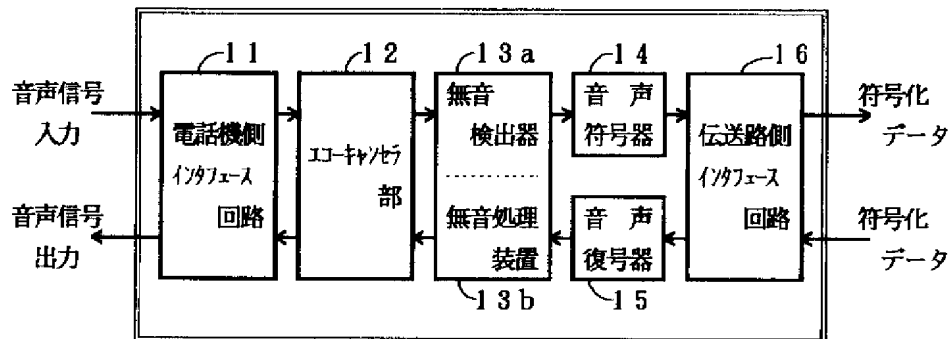 11
12
13a
14
16
音声信号
入力
電話機側
インタフェース
回路
エコーキャンセラ
部
無音
検出器
無音処理
装置
音 声
符号器
伝送路側
インタフェース
回路
符号化
データ
音声信号
出力
音 声
復号器
符号化
データ
13b
15